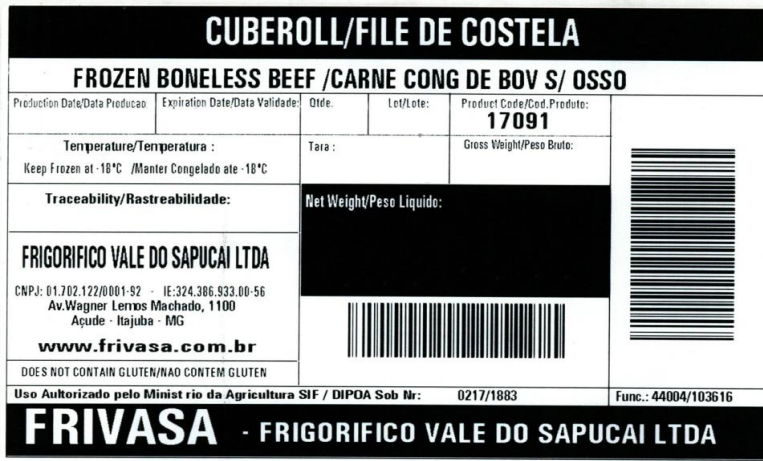 CUBEROLL/FILE DE COSTELA
FROZEN BONELESS BEEF /CARNE CONG DE BOV S/ OSSO
Production Date/Data Producao:
Expiration Date/Data Validade:
Qtde.
Lot/Lote:
Product Code/Cod.Produto:
17091
Temperature/Temperatura :
Keep Frozen at -18°C /Manter Congelado ate -18°C
Tara :
Gross Weight/Peso Bruto:
Traceability/Rastreabilidade:
Net Weight/Peso Liquido:
FRIGORIFICO VALE DO SAPUCAI LTDA
CNPJ: 01.702.122/0001-92 - IE:324.386.933.00-56
Av.Wagner Lemos Machado, 1100
Açude - Itajuba - MG
www.frivasa.com.br
DOES NOT CONTAIN GLUTEN/NAO CONTEM GLUTEN
Uso Aultorizado pelo Minist rio da Agricultura SIF / DIPOA Sob Nr: 0217/1883
Func.: 44004/103616
FRIVASA - FRIGORIFICO VALE DO SAPUCAI LTDA